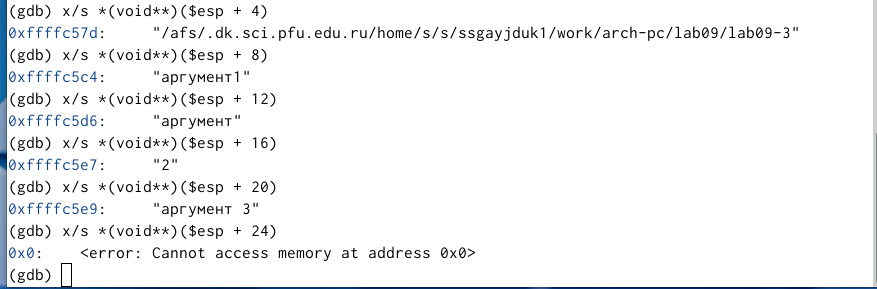 (gdb) x/s *(void**)($esp + 4)
0xffffc57d:     "/afs/.dk.sci.pfu.edu.ru/home/s/s/ssgayjduk1/work/arch-pc/lab09/lab09-3"
(gdb) x/s *(void**)($esp + 8)
0xffffc5c4:     "аргумент1"
(gdb) x/s *(void**)($esp + 12)
0xffffc5d6:     "аргумент"
(gdb) x/s *(void**)($esp + 16)
0xffffc5e7:     "2"
(gdb) x/s *(void**)($esp + 20)
0xffffc5e9:     "аргумент 3"
(gdb) x/s *(void**)($esp + 24)
0x0:    <error: Cannot access memory at address 0x0>
(gdb)